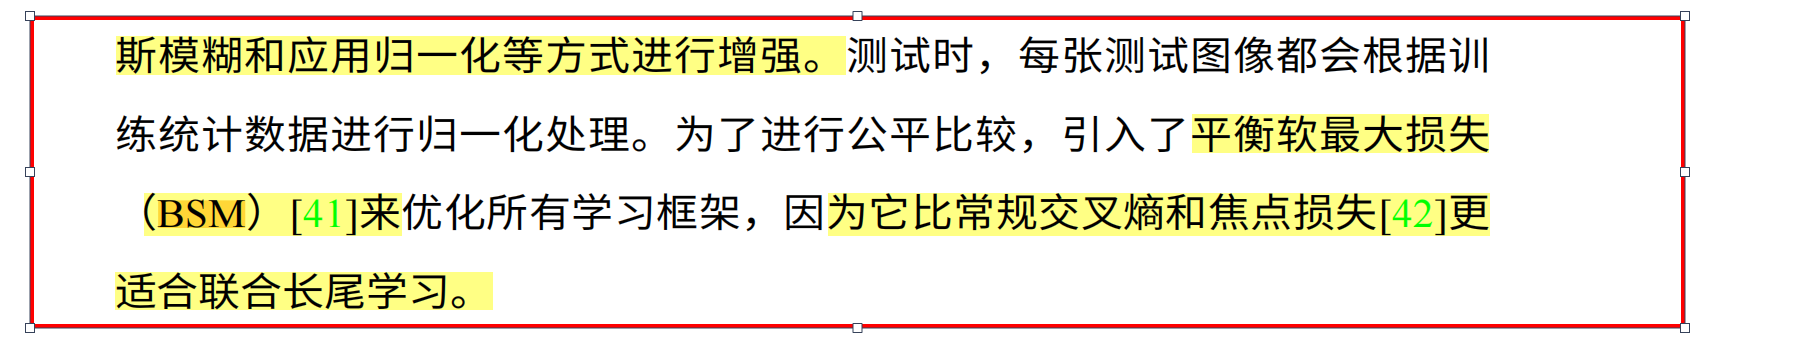 斯模糊和应用归一化等方式进行增强。测试时，每张测试图像都会根据训
练统计数据进行归一化处理。为了进行公平比较，引入了平衡软最大损失
（BSM）[41]来优化所有学习框架，因为它比常规交叉熵和焦点损失[42]更
适合联合长尾学习。